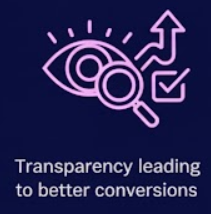 Transparency leading
to better conversions